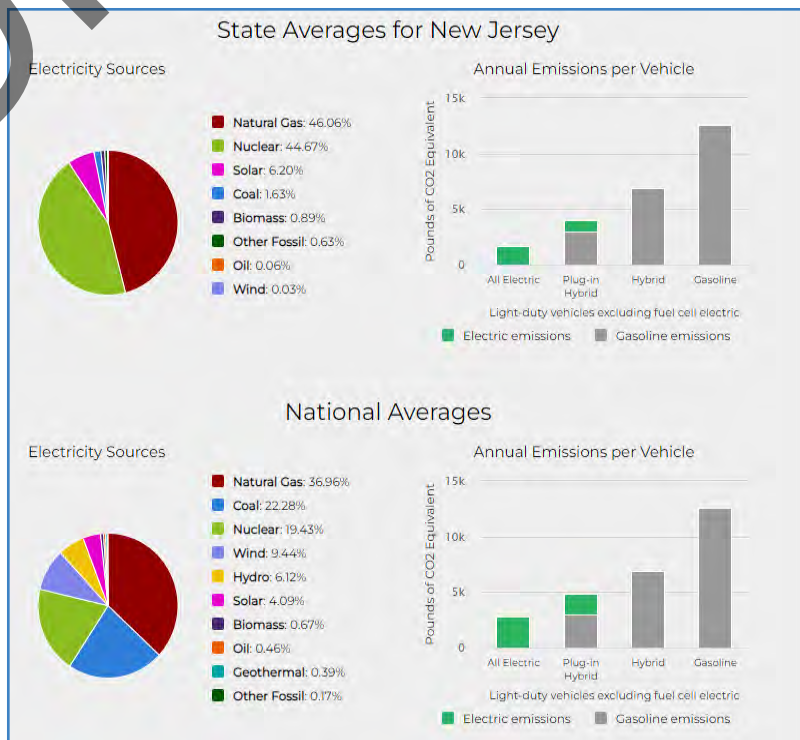 State Averages for New Jersey
Electricity Sources
Natural Gas: 46.06%
Nuclear: 44.67%
Solar: 6.20%
Coal: 1.63%
Biomass: 0.89%
Other Fossil: 0.63%
Oil: 0.06%
Wind: 0.03%
Annual Emissions per Vehicle
Pounds of CO2 Equivalent
15k
10k
5k
0
All Electric
Plug-in
Hybrid
Hybrid
Gasoline
Light-duty vehicles excluding fuel cell electric
Electric emissions
Gasoline emissions
National Averages
Electricity Sources
Natural Gas: 36.96%
Coal: 22.28%
Nuclear: 19.43%
Wind: 9.44%
Hydro: 6.12%
Solar: 4.09%
Biomass: 0.67%
Oil: 0.46%
Geothermal: 0.39%
Other Fossil: 0.17%
Annual Emissions per Vehicle
Pounds of CO2 Equivalent
15k
10k
5k
0
All Electric
Plug-in
Hybrid
Hybrid
Gasoline
Light-duty vehicles excluding fuel cell electric
Electric emissions
Gasoline emissions